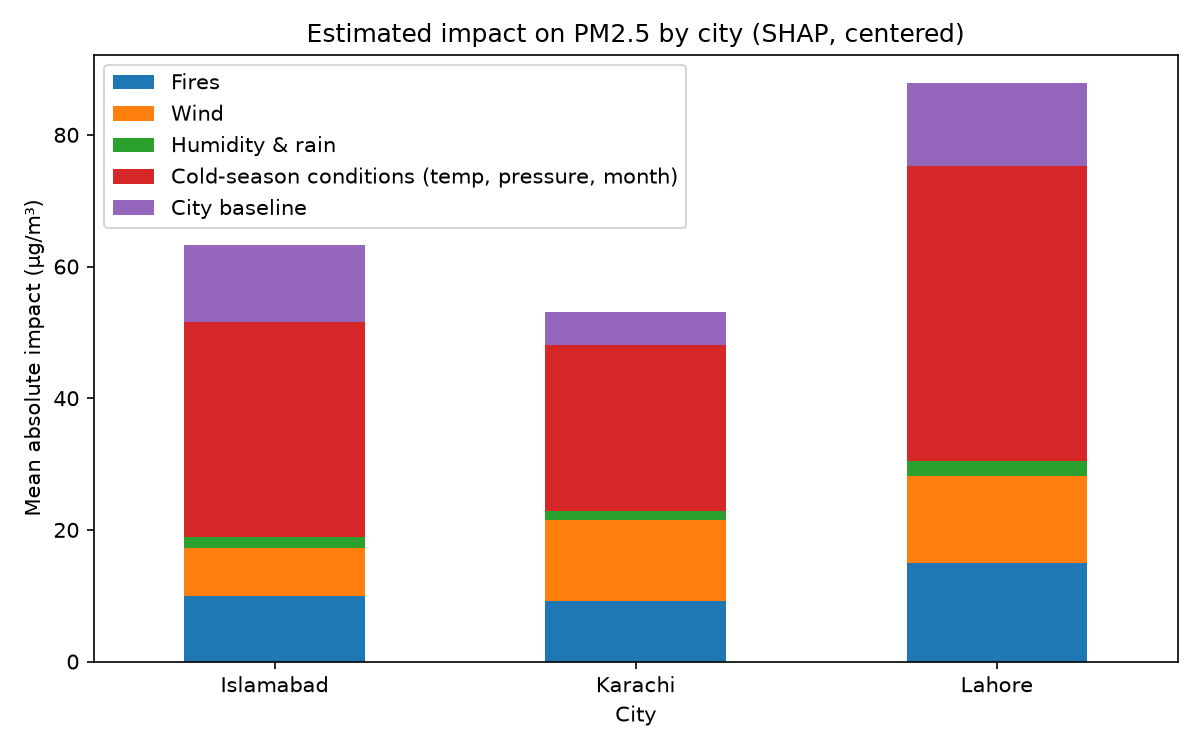 Estimated impact on PM2.5 by city (SHAP, centered)
Fires
Wind
Humidity & rain
Cold-season conditions (temp, pressure, month)
City baseline
Mean absolute impact (μg/m³)
80
60
40
20
0
Islamabad
Karachi
Lahore
City